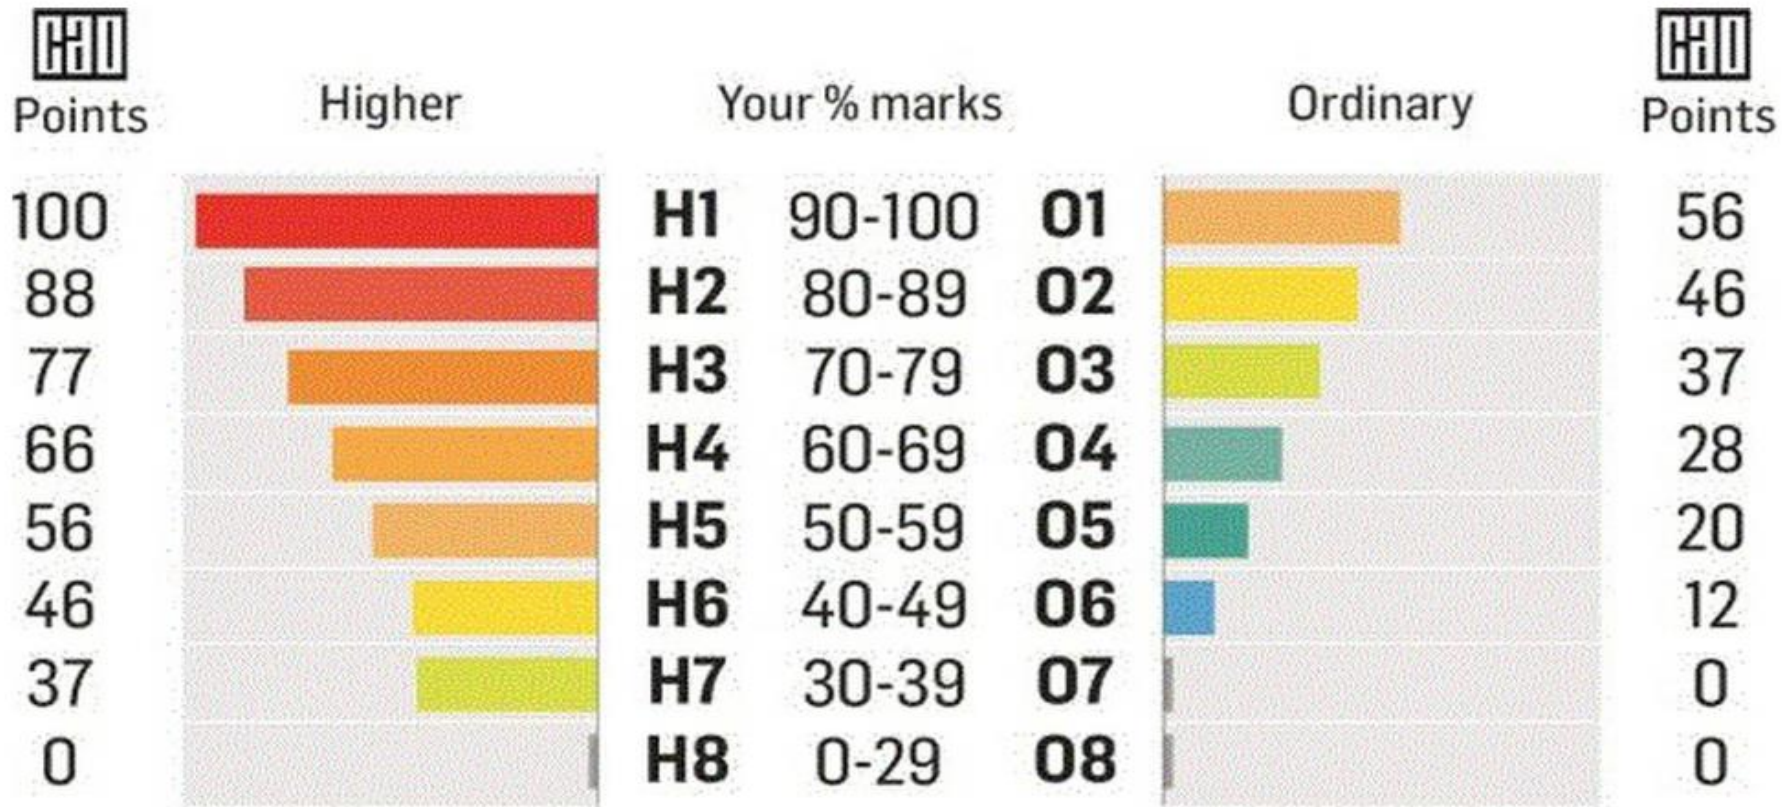 CAO CAO
Points Higher Your % marks Ordinary Points
100 H1 90-100 O1 56
88 H2 80-89 O2 46
77 H3 70-79 O3 37
66 H4 60-69 O4 28
56 H5 50-59 O5 20
46 H6 40-49 O6 12
37 H7 30-39 O7 0
0 H8 0-29 O8 0